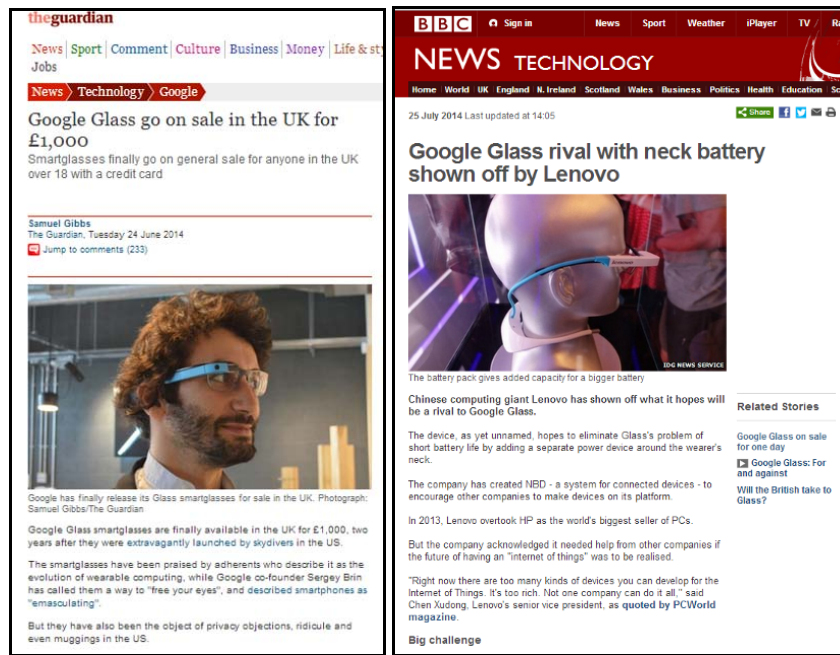 theguardian
News Sport Comment Culture Business Money Life & sty
Jobs
News Technology Google
Google Glass go on sale in the UK for
£1,000
Smartglasses finally go on general sale for anyone in the UK
over 18 with a credit card
Samuel Gibbs
The Guardian, Tuesday 24 June 2014
Jump to comments (233)
Google has finally release its Glass smartglasses for sale in the UK. Photograph:
Samuel Gibbs/The Guardian
Google Glass smartglasses are finally available in the UK for £1,000, two
years after they were extravagantly launched by skydivers in the US.
The smartglasses have been praised by adherents who describe it as the
evolution of wearable computing, while Google co-founder Sergey Brin
has called them a way to "free your eyes", and described smartphones as
"emasculating".
But they have also been the object of privacy objections, ridicule and
even muggings in the US.
BBC Sign in News Sport Weather iPlayer TV Ra
NEWS TECHNOLOGY
Home World UK England N. Ireland Scotland Wales Business Politics Health Education Sc
25 July 2014 Last updated at 14:05
Share
Google Glass rival with neck battery
shown off by Lenovo
IDG NEWS SERVICE
The battery pack gives added capacity for a bigger battery
Chinese computing giant Lenovo has shown off what it hopes will
be a rival to Google Glass.
The device, as yet unnamed, hopes to eliminate Glass's problem of
short battery life by adding a separate power device around the wearer's
neck.
The company has created NBD - a system for connected devices - to
encourage other companies to make devices on its platform.
In 2013, Lenovo overtook HP as the world's biggest seller of PCs.
But the company acknowledged it needed help from other companies if
the future of having an "internet of things" was to be realised.
"Right now there are too many kinds of devices you can develop for the
Internet of Things. It's too rich. Not one company can do it all," said
Chen Xudong, Lenovo's senior vice president, as quoted by PCWorld
magazine.
Big challenge
Related Stories
Google Glass on sale
for one day
Google Glass: For
and against
Will the British take to
Glass?